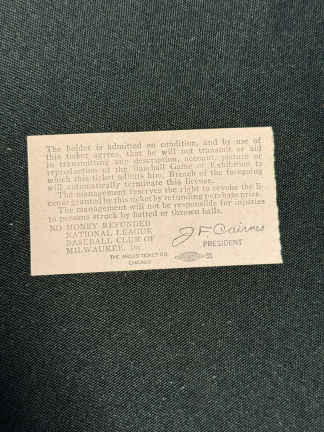 The holder is admitted on condition, and by use of
this ticket agrees, that he will not transmit or aid
in transmitting any description, account, picture or
reproduction of the Baseball Game or Exhibition to
which this ticket admits him. Breach of the foregoing
will automatically terminate this license.
The management reserves the right to revoke the li-
cense granted by this ticket by refunding purchase price.
The management will not be responsible for injuries
to persons struck by batted or thrown balls.
NO MONEY REFUNDED
NATIONAL LEAGUE
BASEBALL CLUB OF
MILWAUKEE, Inc.
J. F. Cairnes
PRESIDENT
THE ANSELL TICKET CO.
CHICAGO